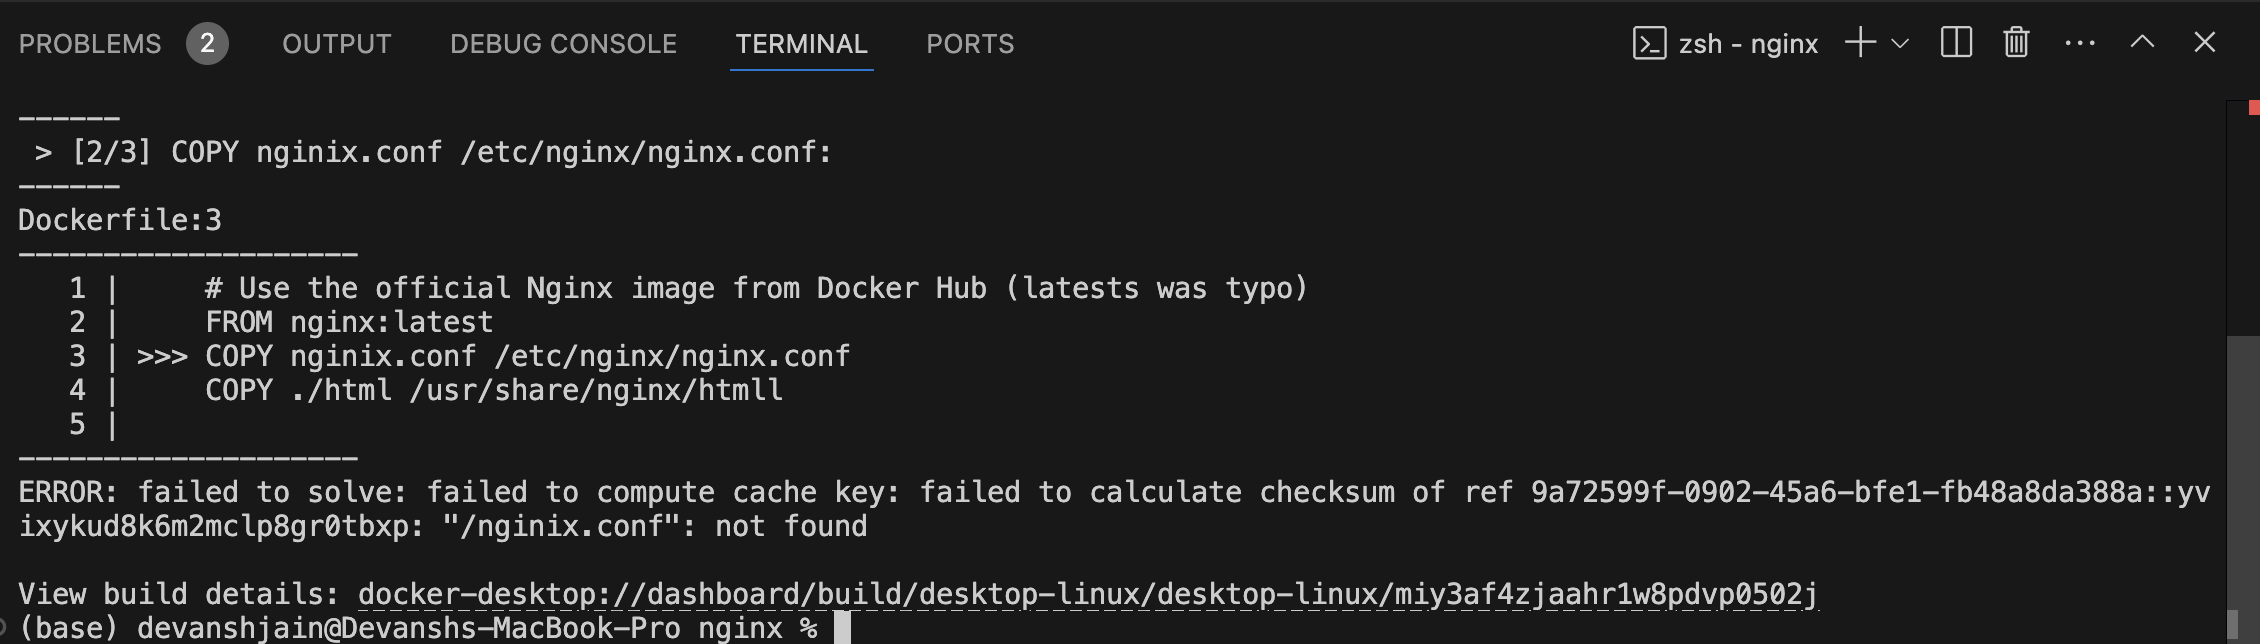 PROBLEMS 2 OUTPUT DEBUG CONSOLE TERMINAL PORTS zsh - nginx
------
 > [2/3] COPY nginix.conf /etc/nginx/nginx.conf:
------
Dockerfile:3
--------------------
   1 |     # Use the official Nginx image from Docker Hub (latests was typo)
   2 |     FROM nginx:latest
   3 | >>> COPY nginix.conf /etc/nginx/nginx.conf
   4 |     COPY ./html /usr/share/nginx/htmll
   5 |
--------------------
ERROR: failed to solve: failed to compute cache key: failed to calculate checksum of ref 9a72599f-0902-45a6-bfe1-fb48a8da388a::yv
ixykud8k6m2mclp8gr0tbxp: "/nginix.conf": not found
View build details: docker-desktop://dashboard/build/desktop-linux/desktop-linux/miy3af4zjaahr1w8pdvp0502j
(base) devanshjain@Devanshs-MacBook-Pro nginx %